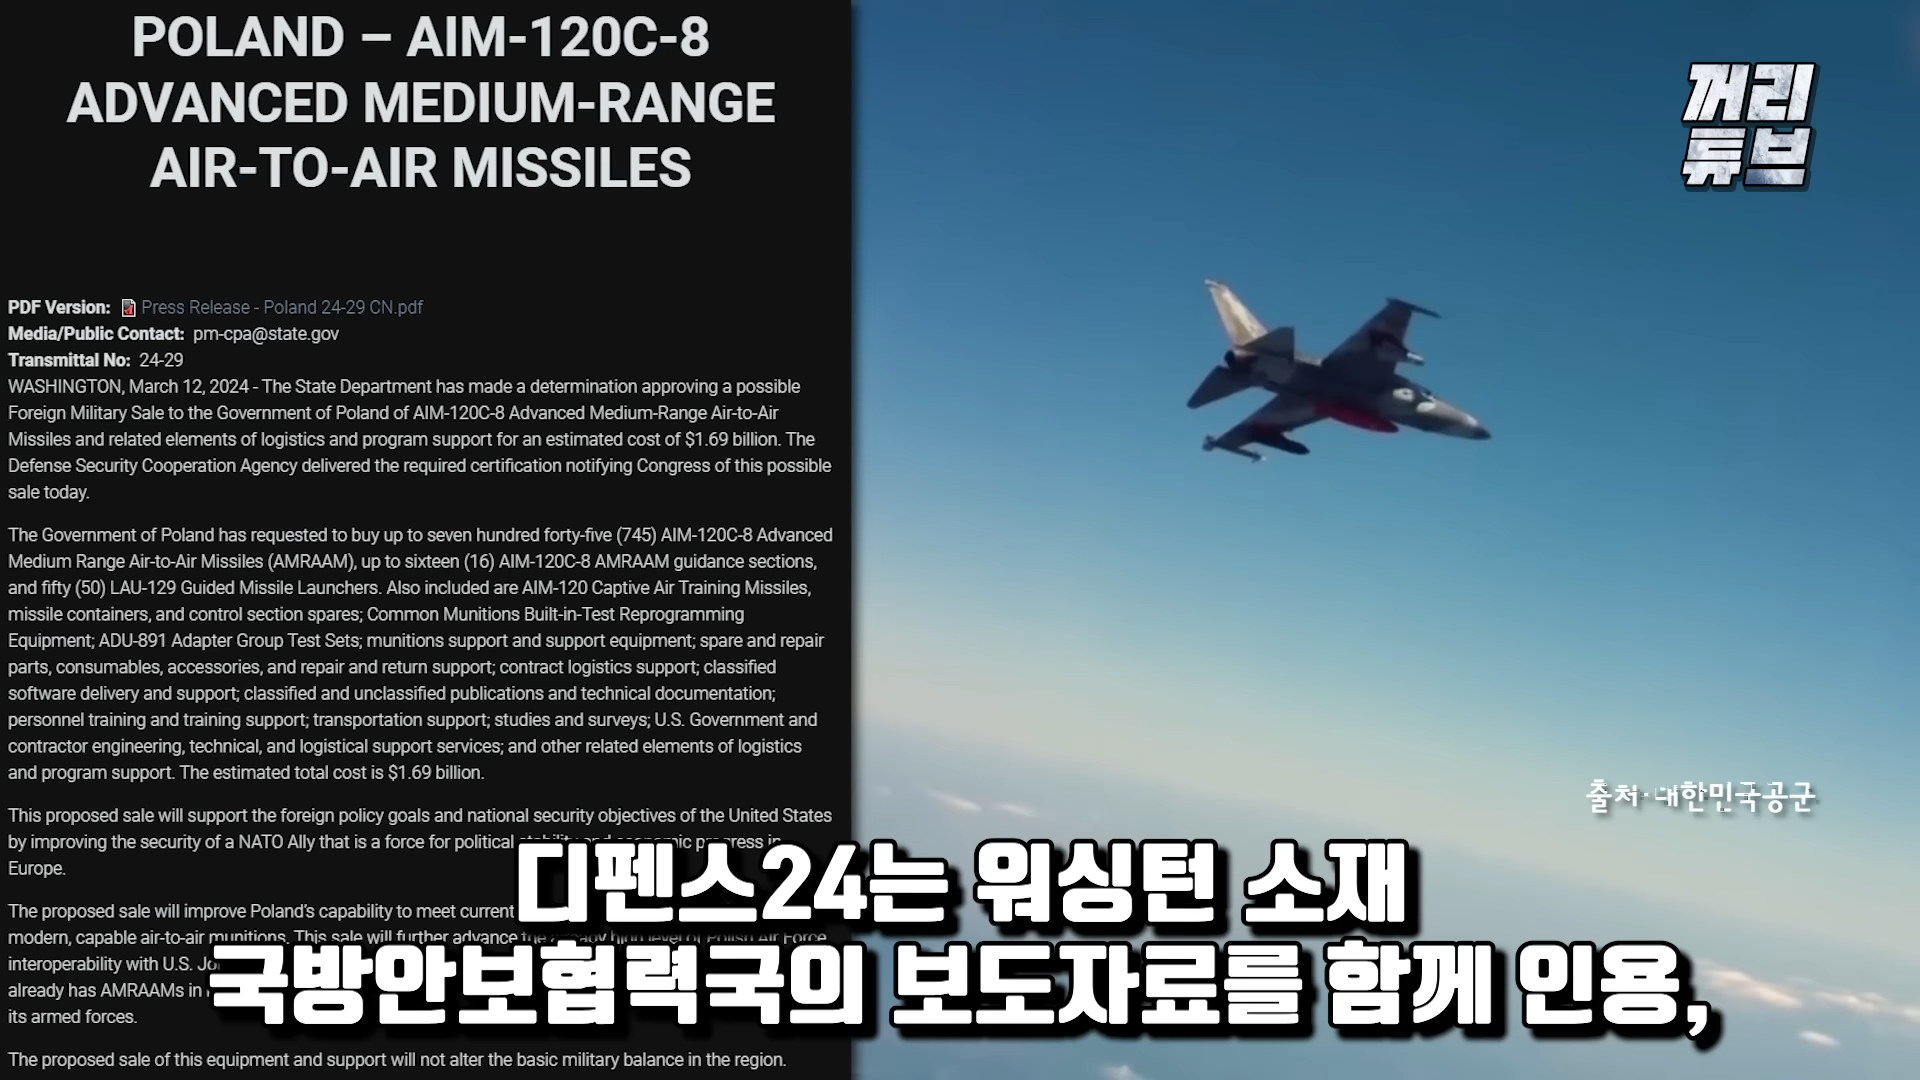 POLAND – AIM-120C-8
ADVANCED MEDIUM-RANGE
AIR-TO-AIR MISSILES
PDF Version: Press Release - Poland 24-29 CN.pdf
Media/Public Contact: pm-cpa@state.gov
Transmittal No: 24-29
WASHINGTON, March 12, 2024 - The State Department has made a determination approving a possible
Foreign Military Sale to the Government of Poland of AIM-120C-8 Advanced Medium-Range Air-to-Air
Missiles and related elements of logistics and program support for an estimated cost of $1.69 billion. The
Defense Security Cooperation Agency delivered the required certification notifying Congress of this possible
sale today.
The Government of Poland has requested to buy up to seven hundred forty-five (745) AIM-120C-8 Advanced
Medium Range Air-to-Air Missiles (AMRAAM), up to sixteen (16) AIM-120C-8 AMRAAM guidance sections,
and fifty (50) LAU-129 Guided Missile Launchers. Also included are AIM-120 Captive Air Training Missiles,
missile containers, and control section spares; Common Munitions Built-in-Test Reprogramming
Equipment; ADU-891 Adapter Group Test Sets; munitions support and support equipment; spare and repair
parts, consumables, accessories, and repair and return support; contract logistics support; classified
software delivery and support; classified and unclassified publications and technical documentation;
personnel training and training support; transportation support; studies and surveys; U.S. Government and
contractor engineering, technical, and logistical support services; and other related elements of logistics
and program support. The estimated total cost is $1.69 billion.
This proposed sale will support the foreign policy goals and national security objectives of the United States
by improving the security of a NATO Ally that is a force for political stability and economic progress in
Europe.
The proposed sale will improve Poland's capability to meet current
modern, capable air-to-air munitions. This sale will further advance the already high level of Polish Air Force
interoperability with U.S.
already has AMRAAMs in
its armed forces.
The proposed sale of this equipment and support will not alter the basic military balance in the region.
꺼리
튜브
출처·대한민국공군
디펜스24는 워싱턴 소재
국방안보협력국의 보도자료를 함께 인용,